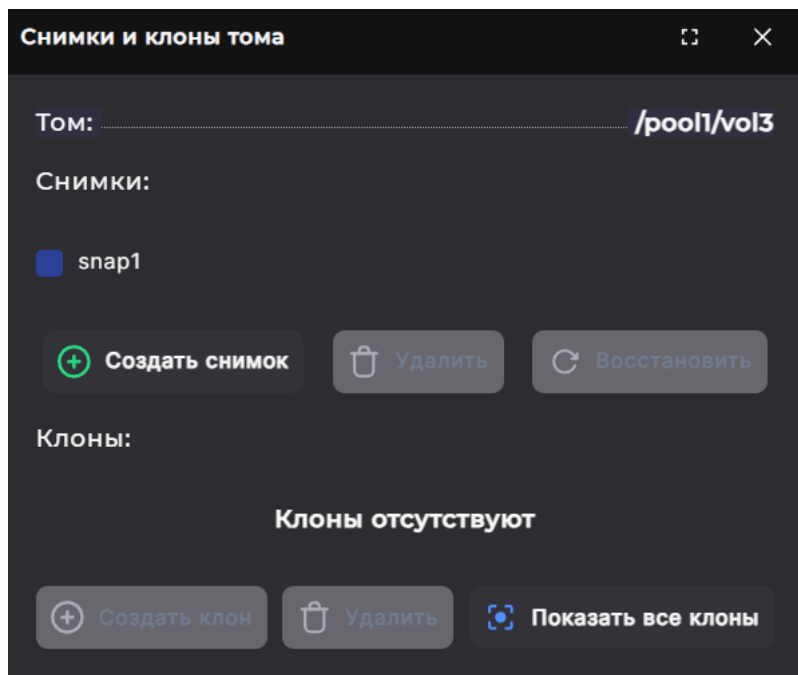 Снимки и клоны тома
Том: /pool1/vol3
Снимки:
snap1
Создать снимок Удалить Восстановить
Клоны:
Клоны отсутствуют
Создать клон Удалить Показать все клоны